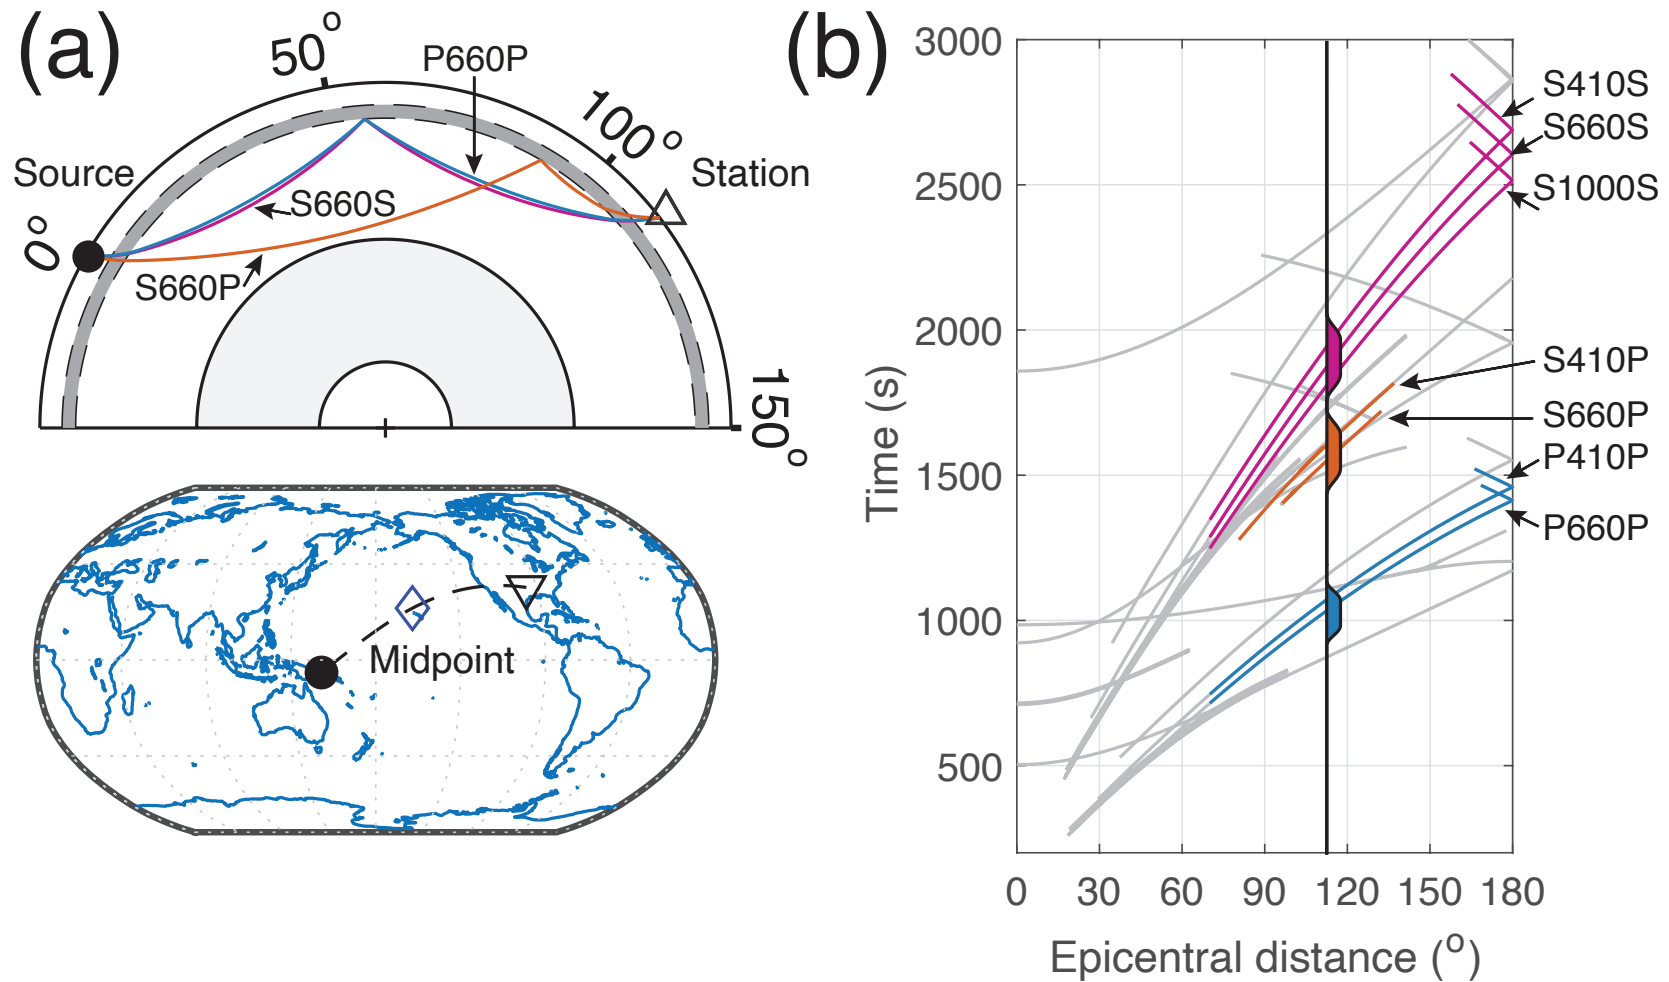 (a)
50°
P660P
100°
Source
Station
0°
S660S
S660P
150°
Midpoint
(b)
3000
2500
2000
1500
1000
500
Time (s)
0 30 60 90 120 150 180
Epicentral distance (°)
S410S
S660S
S1000S
S410P
S660P
P410P
P660P